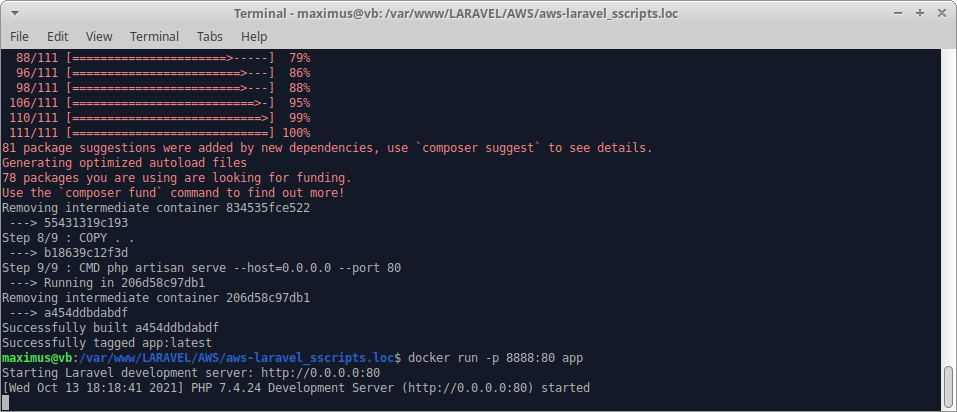 Terminal - maximus@vb: /var/www/LARAVEL/AWS/aws-laravel_sscripts.loc
File Edit View Terminal Tabs Help
88/111 [======================>-----]  79%
96/111 [========================>---]  86%
98/111 [========================>---]  88%
106/111 [==========================>-]  95%
110/111 [===========================>]  99%
111/111 [============================] 100%
81 package suggestions were added by new dependencies, use `composer suggest` to see details.
Generating optimized autoload files
78 packages you are using are looking for funding.
Use the `composer fund` command to find out more!
Removing intermediate container 834535fce522
 ---> 55431319c193
Step 8/9 : COPY . .
 ---> b18639c12f3d
Step 9/9 : CMD php artisan serve --host=0.0.0.0 --port 80
 ---> Running in 206d58c97db1
Removing intermediate container 206d58c97db1
 ---> a454ddbdabdf
Successfully built a454ddbdabdf
Successfully tagged app:latest
maximus@vb:/var/www/LARAVEL/AWS/aws-laravel_sscripts.loc$ docker run -p 8888:80 app
Starting Laravel development server: http://0.0.0.0:80
[Wed Oct 13 18:18:41 2021] PHP 7.4.24 Development Server (http://0.0.0.0:80) started